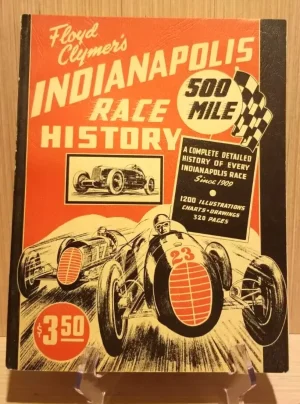 Floyd
Clymer's
INDIANAPOLIS
500
MILE
RACE
HISTORY
A COMPLETE DETAILED
HISTORY OF EVERY
INDIANAPOLIS RACE
Since 1909
1200 ILLUSTRATIONS
CHARTS • DRAWINGS
320 PAGES
23
$3.50